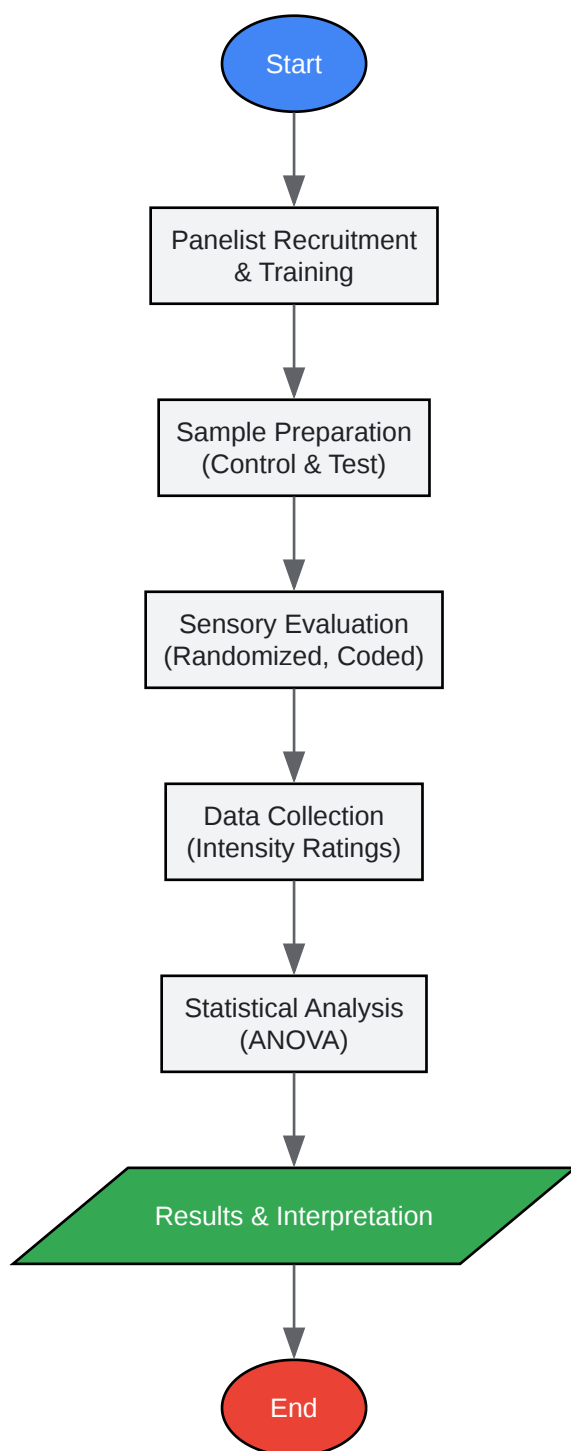 Start
Panelist Recruitment
& Training
Sample Preparation
(Control & Test)
Sensory Evaluation
(Randomized, Coded)
Data Collection
(Intensity Ratings)
Statistical Analysis
(ANOVA)
Results & Interpretation
End